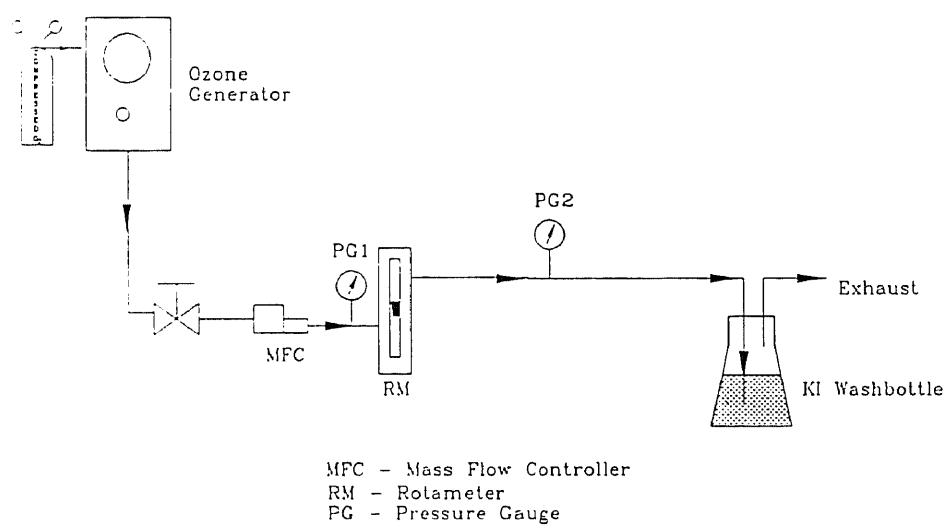 Ozone
Generator
PG2
PG1
Exhaust
MFC
RM
KI Washbottle
MFC - Mass Flow Controller
RM - Rotameter
PG - Pressure Gauge